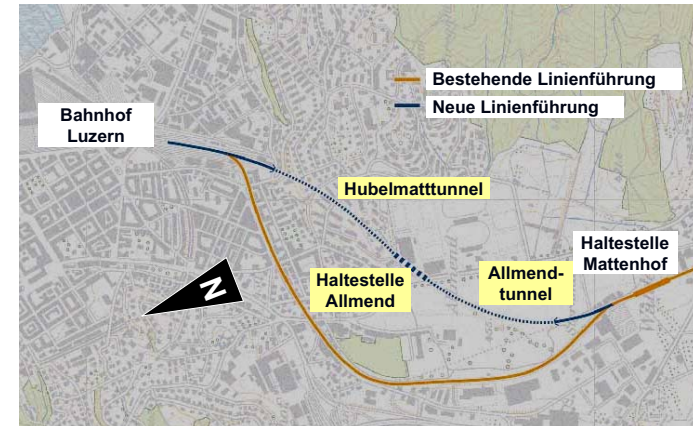 Bestehende Linienführung
Neue Linienführung
Bahnhof
Luzern
Hubelmatttunnel
Haltestelle
Mattenhof
Haltestelle
Allmend
Allmend-
tunnel
N